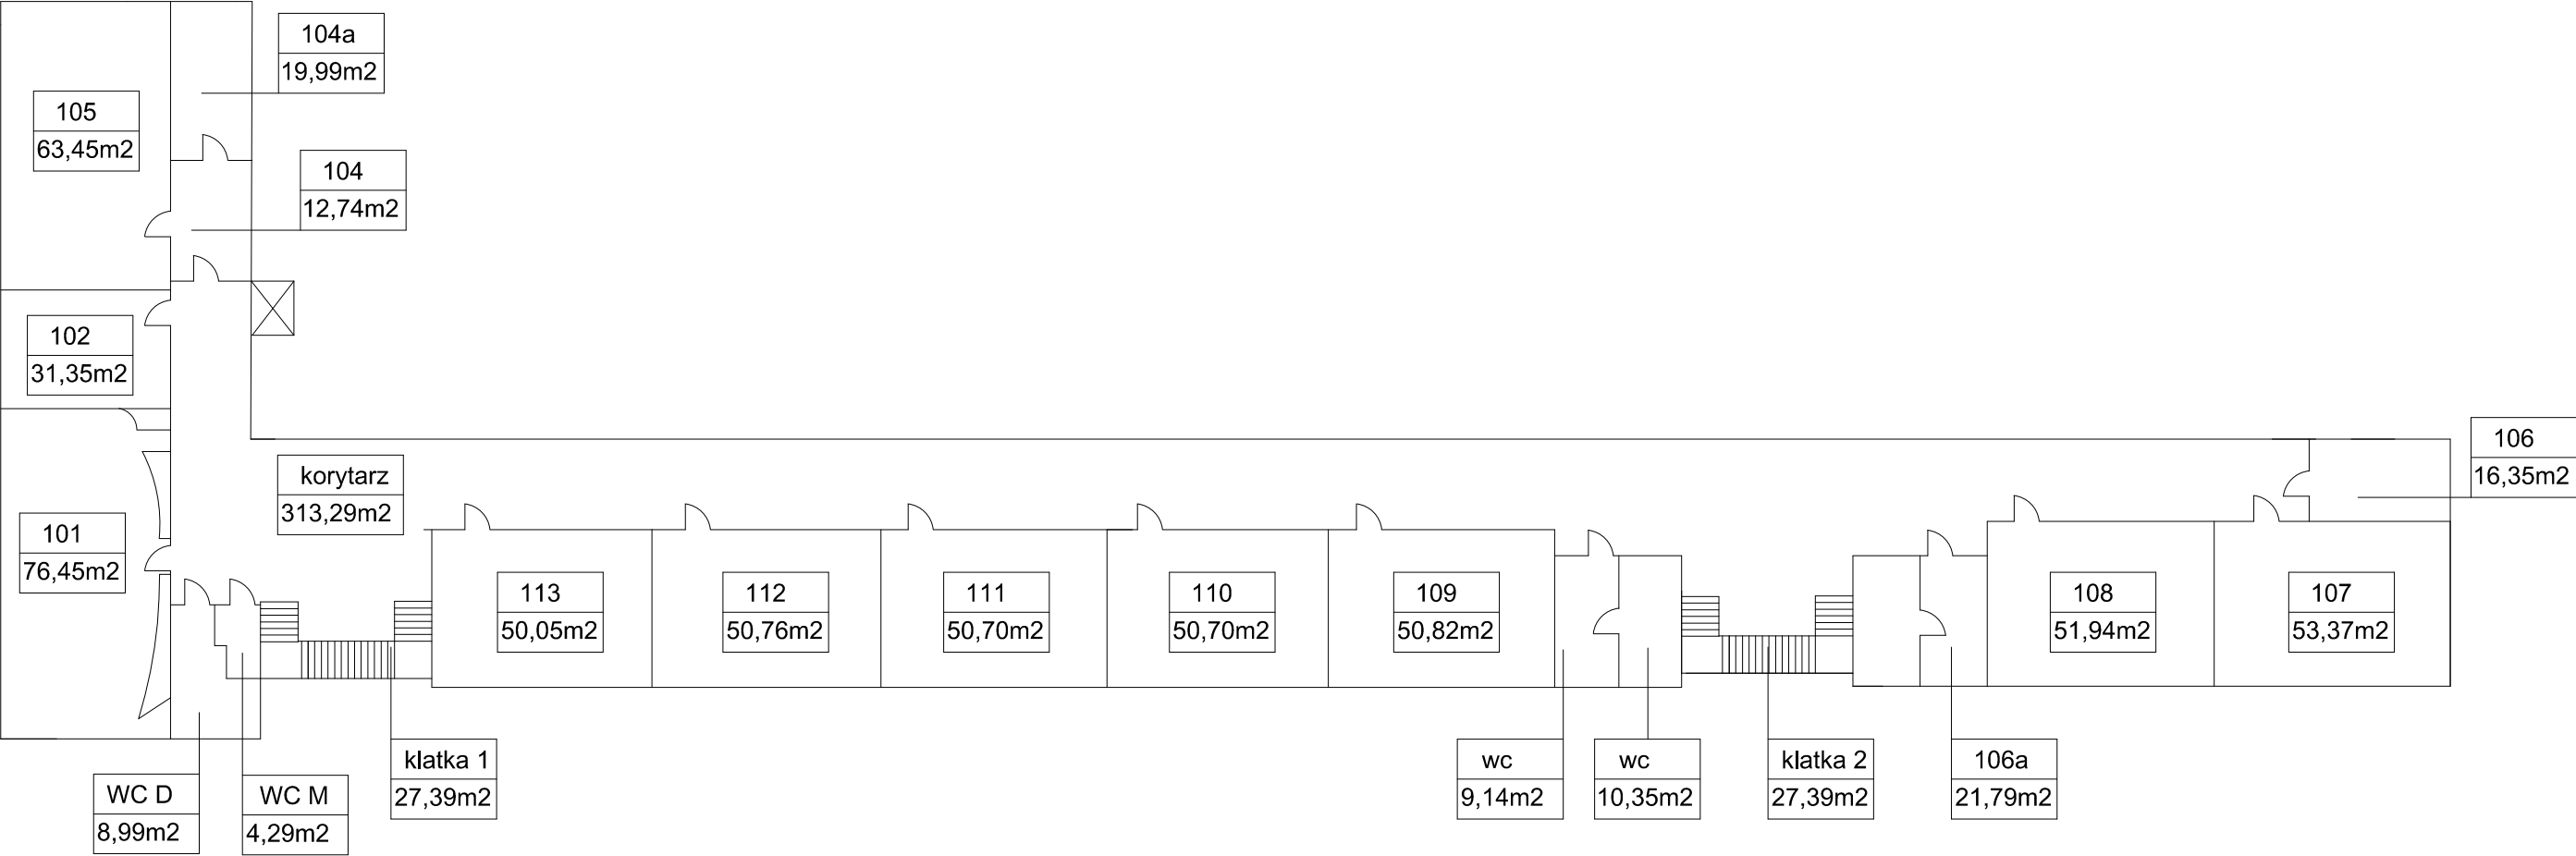 104a
19,99m2
105
63,45m2
104
12,74m2
102
31,35m2
106
16,35m2
korytarz
313,29m2
101
76,45m2
113
50,05m2
112
50,76m2
111
50,70m2
110
50,70m2
109
50,82m2
108
51,94m2
107
53,37m2
WC D
8,99m2
WC M
4,29m2
klatka 1
27,39m2
wc
9,14m2
wc
10,35m2
klatka 2
27,39m2
106a
21,79m2